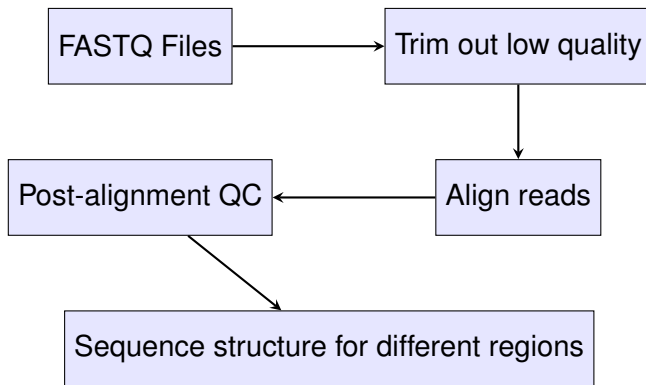 FASTQ Files
Trim out low quality
Align reads
Post-alignment QC
Sequence structure for different regions